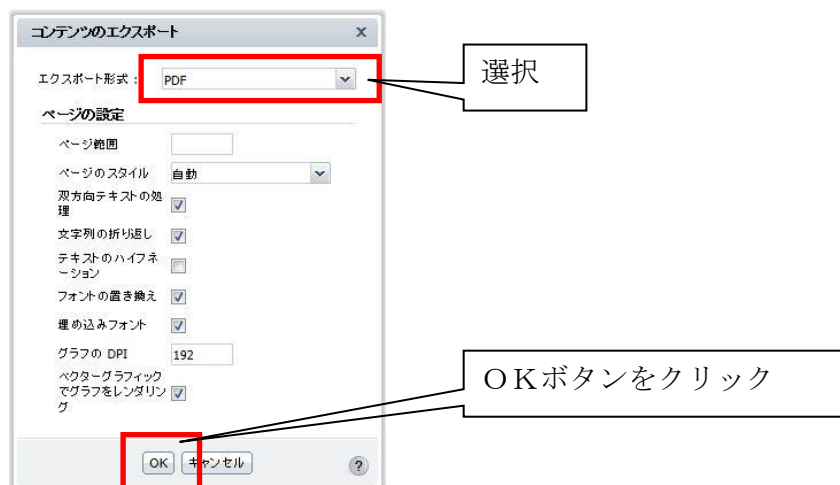 コンテンツのエクスポート x
選択
エクスポート形式： PDF
ページの設定
ページ範囲
ページのスタイル 自動
双方向テキストの処
理
文字列の折り返し
テキストのハイフネ
ーション
フォントの置き換え
埋め込みフォント
グラフの DPI 192
ベクターグラフィック
でグラフをレンダリン
グ
ＯＫボタンをクリック
OK キャンセル ?